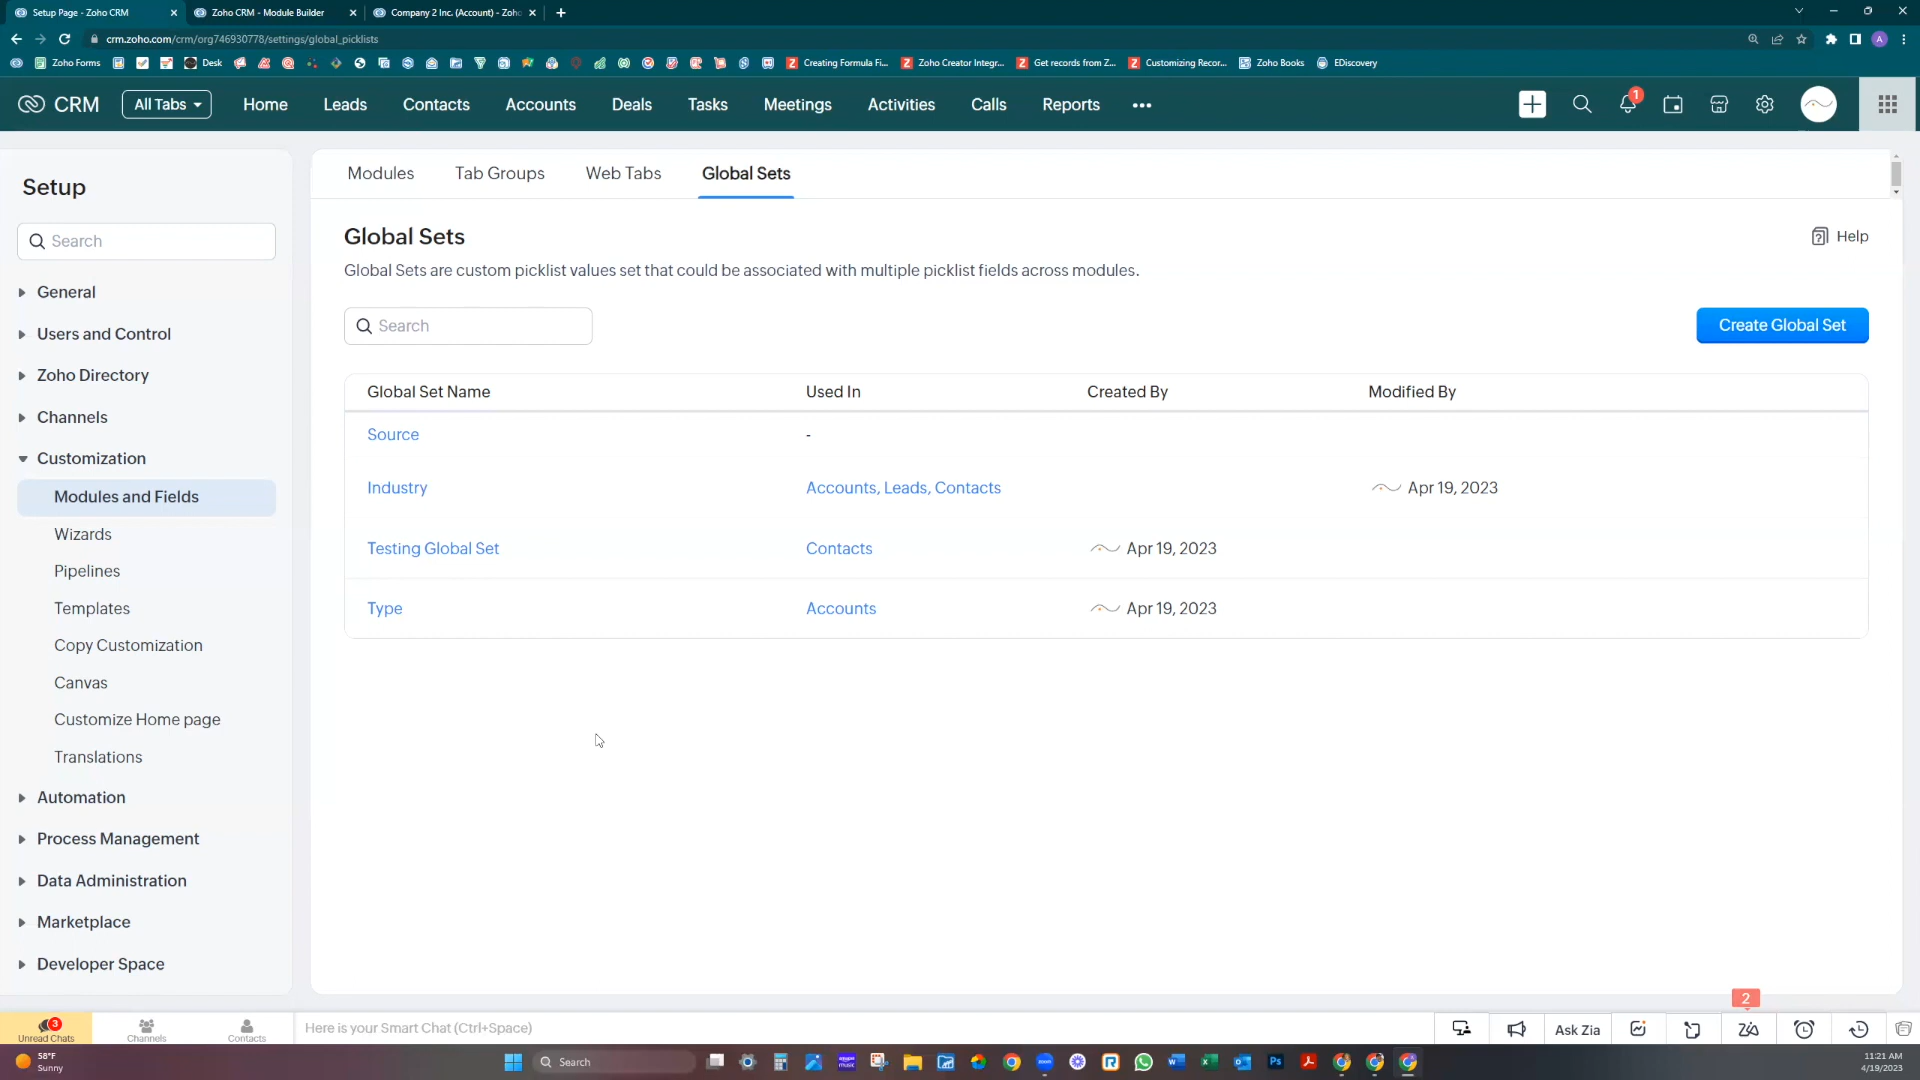 Setup Page - Zoho CRM
Zoho CRM - Module Builder
Company 2 Inc. (Account) - Zoho
crm.zoho.com/crm/org746930778/settings/global_picklists
A
Zoho Forms
Desk
Creating Formula Fi...
Zoho Creator Integr...
Get records from Z...
Customizing Recor...
Zoho Books
EDiscovery
CRM
All Tabs
Home
Leads
Contacts
Accounts
Deals
Tasks
Meetings
Activities
Calls
Reports
1
Setup
Search
General
Users and Control
Zoho Directory
Channels
Customization
Modules and Fields
Wizards
Pipelines
Templates
Copy Customization
Canvas
Customize Home page
Translations
Automation
Process Management
Data Administration
Marketplace
Developer Space
Modules
Tab Groups
Web Tabs
Global Sets
Global Sets
Help
Global Sets are custom picklist values set that could be associated with multiple picklist fields across modules.
Search
Create Global Set
Global Set Name Used In Created By Modified By
Source -
Industry Accounts, Leads, Contacts Apr 19, 2023
Testing Global Set Contacts Apr 19, 2023
Type Accounts Apr 19, 2023
2
3
Unread Chats
Channels
Contacts
Here is your Smart Chat (Ctrl+Space)
Ask Zia
58°F
Sunny
Search
11:21 AM
4/19/2023